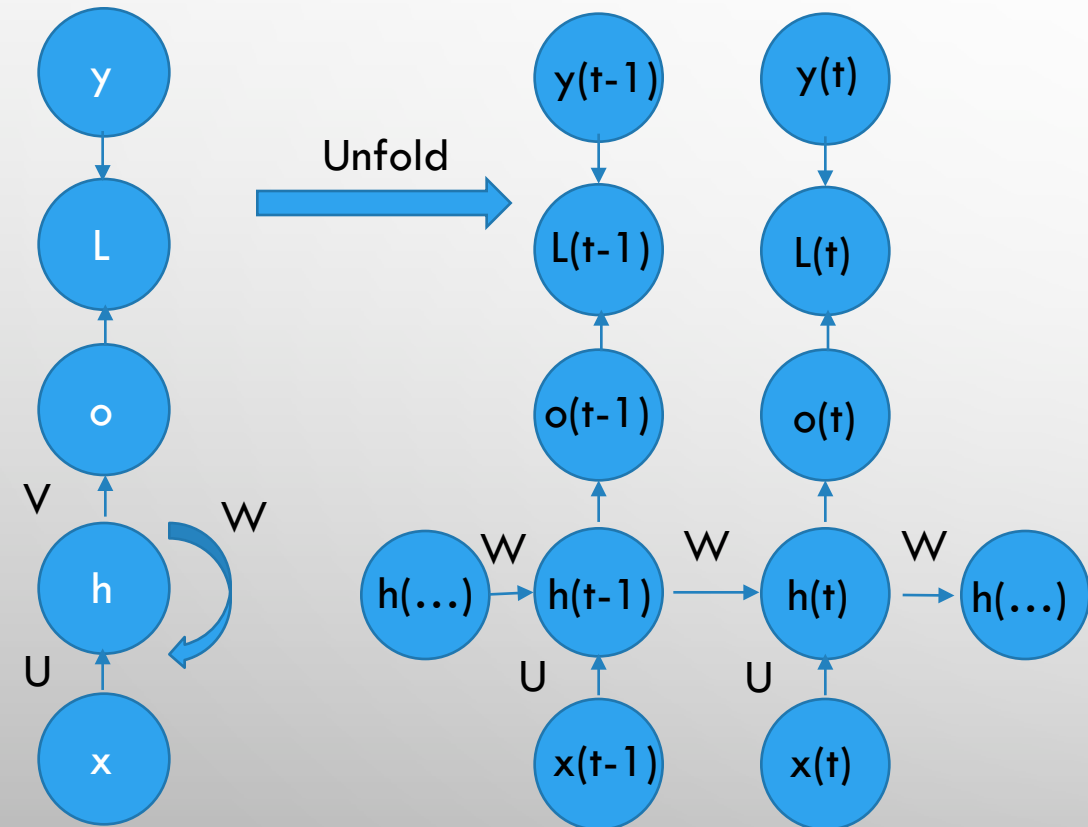 y
L
o
V
h
W
U
x
Unfold
y(t-1)
y(t)
L(t-1)
L(t)
o(t-1)
o(t)
h(...)
W
h(t-1)
W
h(t)
W
h(...)
U
U
x(t-1)
x(t)